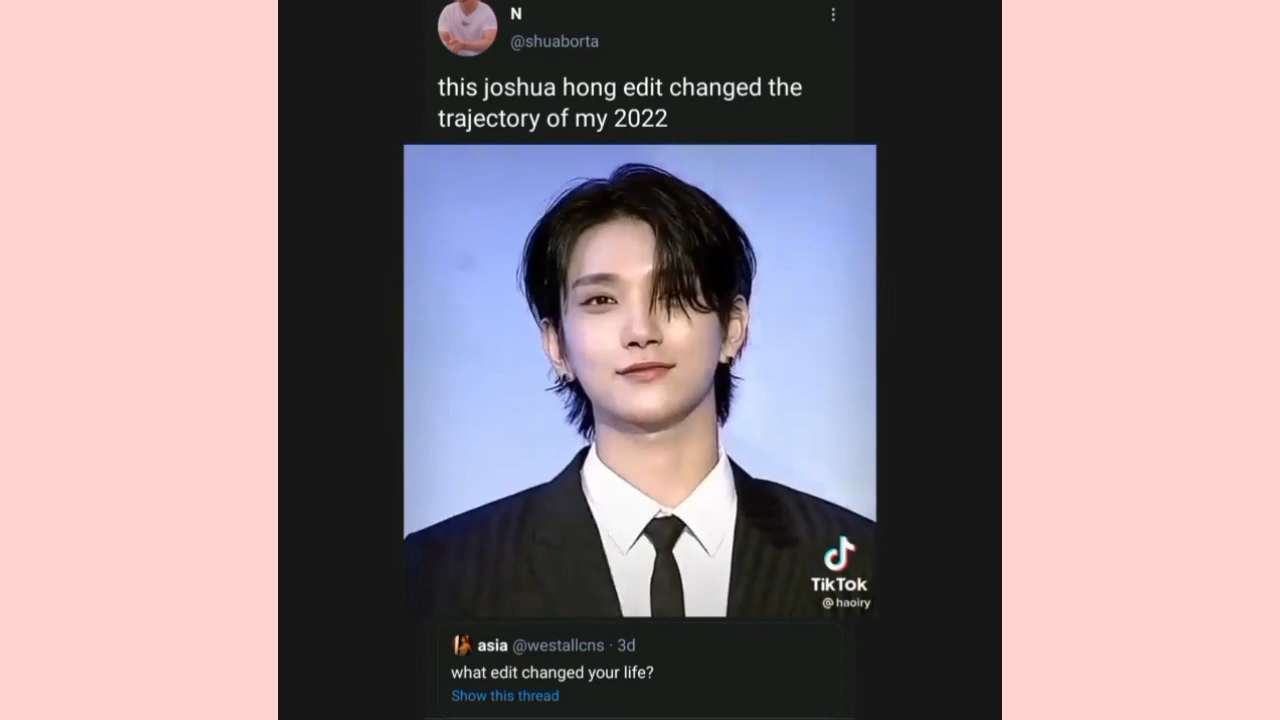 N
@shuaborta
this joshua hong edit changed the
trajectory of my 2022
TikTok
@haoiry
asia @westallcns · 3d
what edit changed your life?
Show this thread